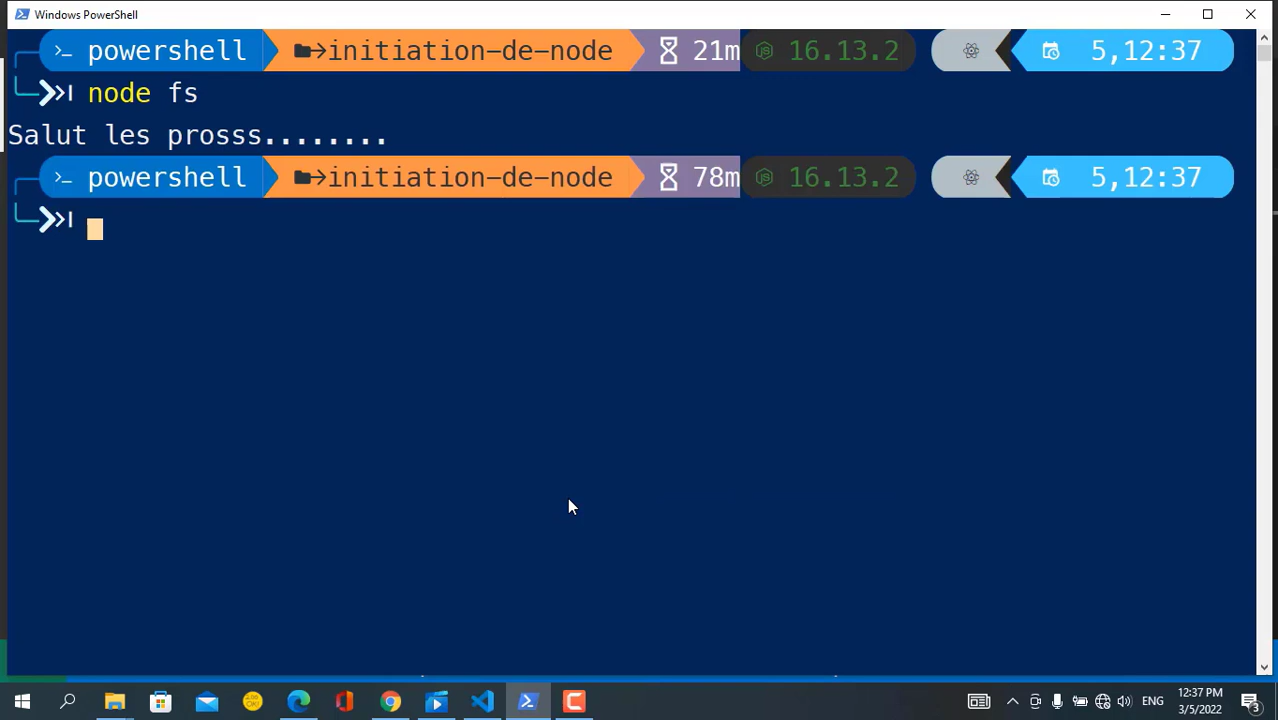 Windows PowerShell
powershell →initiation-de-node 21m 16.13.2 5,12:37
node fs
Salut les prosss........
powershell →initiation-de-node 78m 16.13.2 5,12:37
ENG 12:37 PM
3/5/2022 3